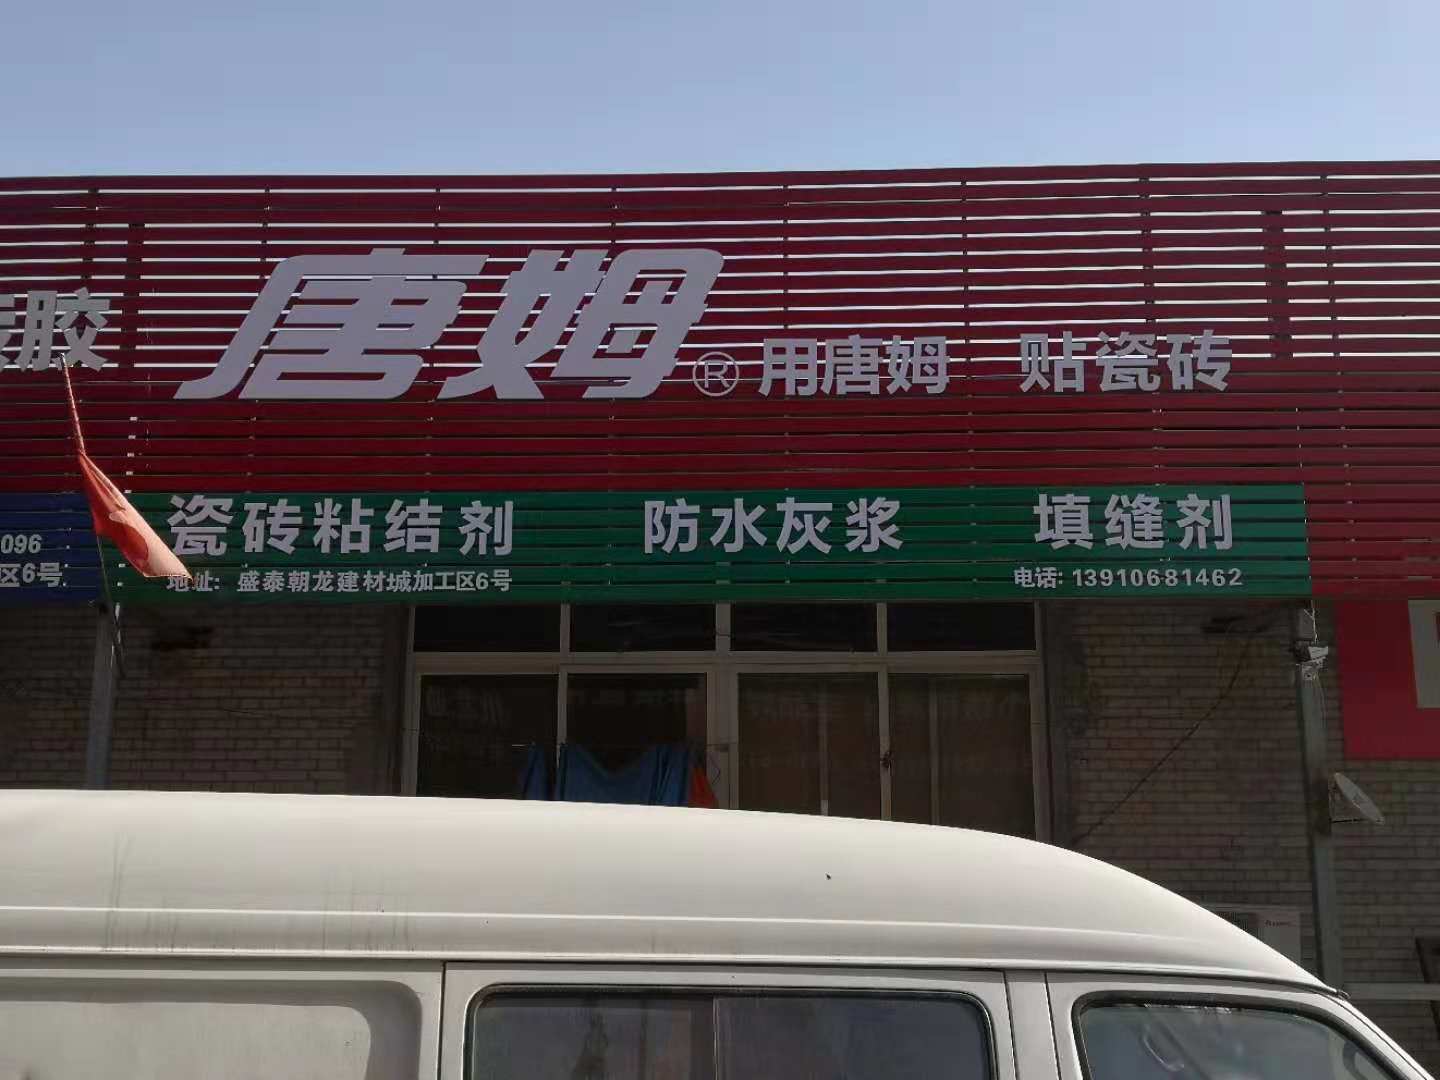 胶
唐姆® 用唐姆 贴瓷砖
瓷砖粘结剂 防水灰浆 填缝剂
地址：盛泰朝龙建材城加工区6号 电话：13910681462
096
区6号